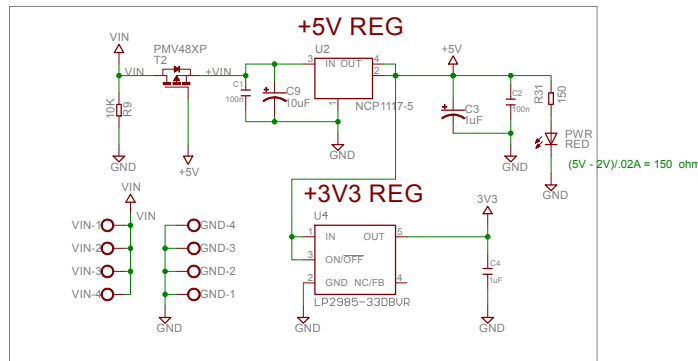 +5V REG
VIN
PMV48XP
T2
+VIN
C1
100n
C9
10uF
U2
3
IN OUT
4
2
1
NCP1117-5
GND
+5V
C3
1uF
C2
100n
GND
R31
150
PWR
RED
GND
(5V - 2V)/.02A = 150 ohm
10K
R9
GND
+5V
+3V3 REG
U4
1
IN
OUT
5
3
ON/OFF
2
GND
NC/FB
4
LP2985-33DBVR
GND
3V3
C4
1uF
GND
VIN
VIN
VIN-1
VIN-2
VIN-3
VIN-4
GND-4
GND-3
GND-2
GND-1
GND